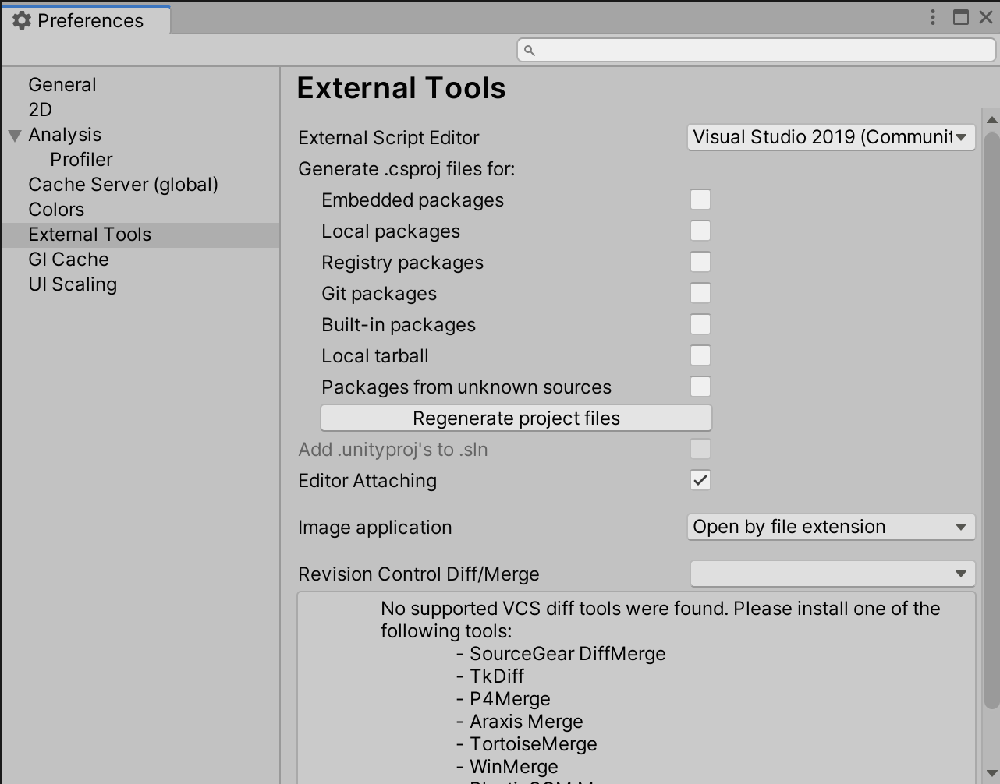 Preferences
General
2D
Analysis
Profiler
Cache Server (global)
Colors
External Tools
GI Cache
UI Scaling
External Tools
External Script Editor
Visual Studio 2019 (Communit
Generate .csproj files for:
Embedded packages
Local packages
Registry packages
Git packages
Built-in packages
Local tarball
Packages from unknown sources
Regenerate project files
Add .unityproj's to .sln
Editor Attaching
Image application
Open by file extension
Revision Control Diff/Merge
No supported VCS diff tools were found. Please install one of the
following tools:
- SourceGear DiffMerge
- TkDiff
- P4Merge
- Araxis Merge
- TortoiseMerge
- WinMerge